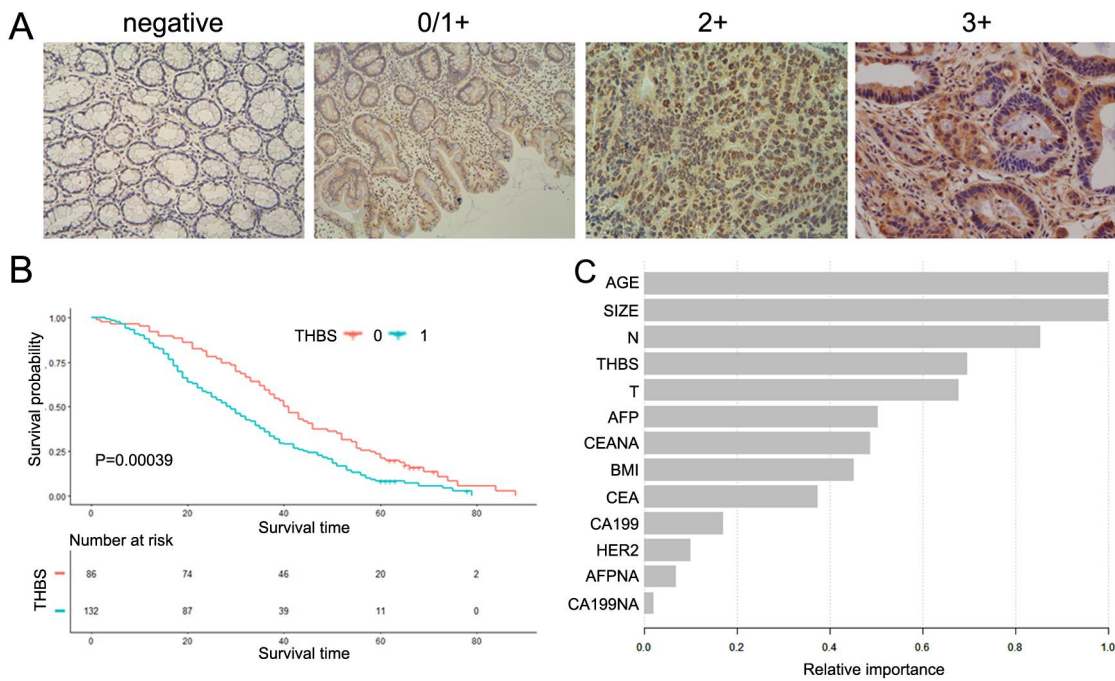 A
negative
0/1+
2+
3+
B
THBS 0 1
Survival probability
1.00
0.75
0.50
0.25
0.00
P=0.00039
0 20 40 60 80
Survival time
Number at risk
THBS
86 74 46 20 2
132 87 39 11 0
0 20 40 60 80
Survival time
C
AGE
SIZE
N
THBS
T
AFP
CEANA
BMI
CEA
CA199
HER2
AFPNA
CA199NA
0.0 0.2 0.4 0.6 0.8 1.0
Relative importance